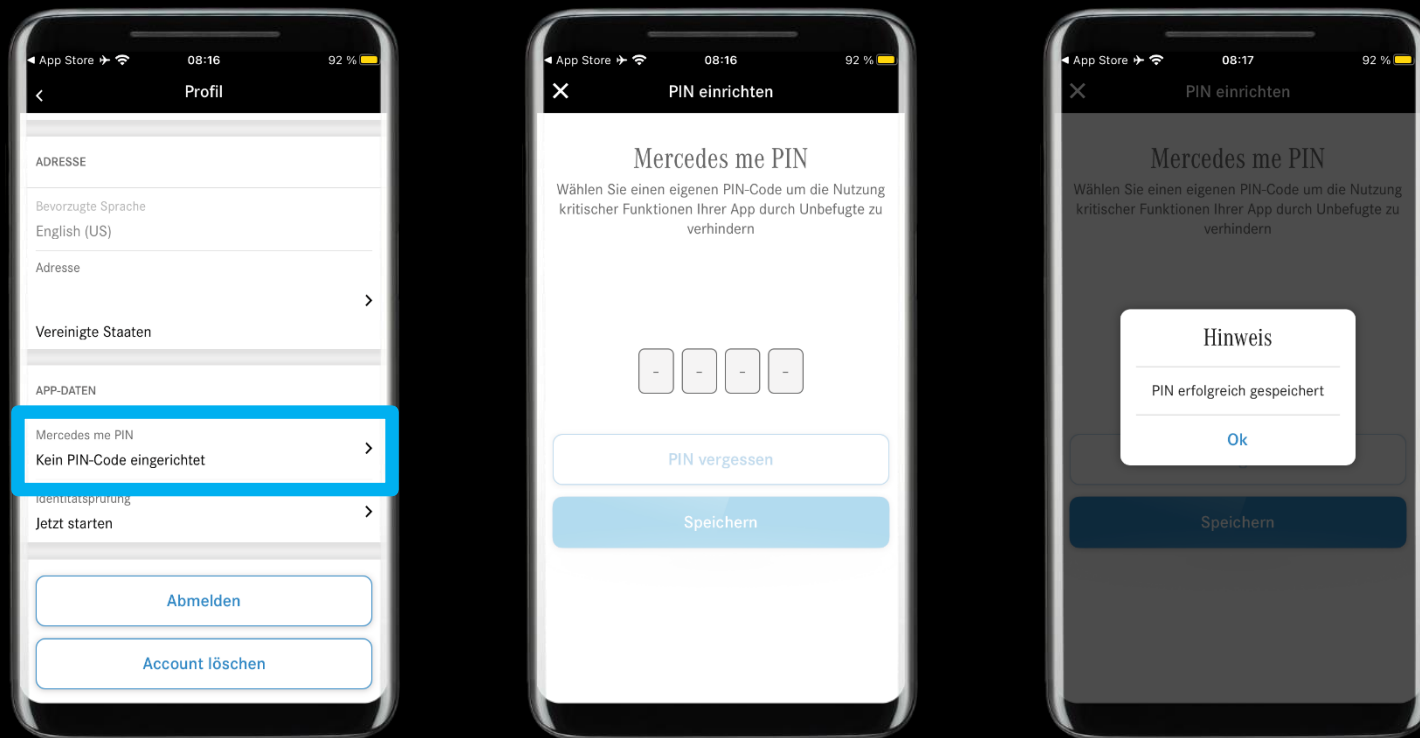 App Store 08:16 92 %
Profil
ADRESSE
Bevorzugte Sprache
English (US)
Adresse
Vereinigte Staaten
APP-DATEN
Mercedes me PIN
Kein PIN-Code eingerichtet
Identitätsprüfung
Jetzt starten
Abmelden
Account löschen
App Store 08:16 92 %
PIN einrichten
Mercedes me PIN
Wählen Sie einen eigenen PIN-Code um die Nutzung
kritischer Funktionen Ihrer App durch Unbefugte zu
verhindern
- - - -
PIN vergessen
Speichern
App Store 08:17 92 %
PIN einrichten
Mercedes me PIN
Wählen Sie einen eigenen PIN-Code um die Nutzung
kritischer Funktionen Ihrer App durch Unbefugte zu
verhindern
Hinweis
PIN erfolgreich gespeichert
Ok
Speichern